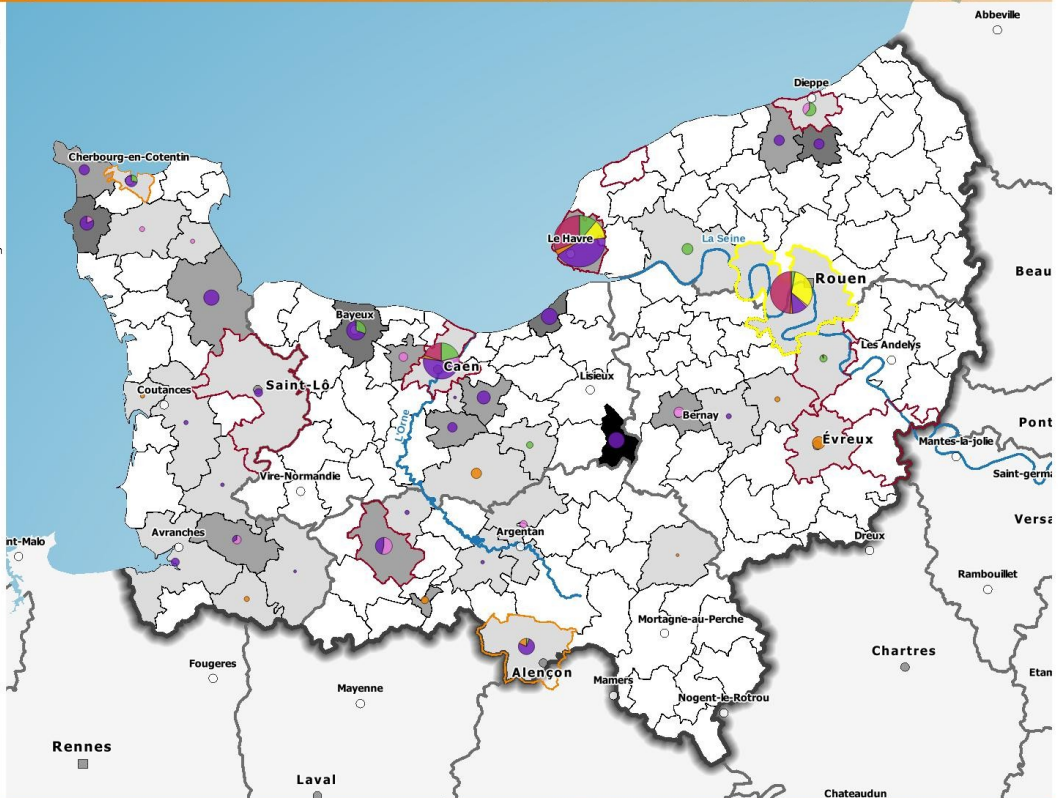 Abbeville
Dieppe
Cherbourg-en-Cotentin
Le Havre
La Seine
Rouen
Beau
Bayeux
Les Andelys
Caen
Lisieux
Coutances
Saint-Lô
Bernay
L'Orne
Évreux
Pont
Mantes-la-jolie
Saint-germa
Vire-Normandie
Versa
Avranches
Argentan
Dreux
nt-Malo
Rambouillet
Mortagne-au-Perche
Chartres
Fougeres
Alençon
Etan
Mayenne
Mamers
Nogent-le-Rotrou
Rennes
Laval
Chateaudun